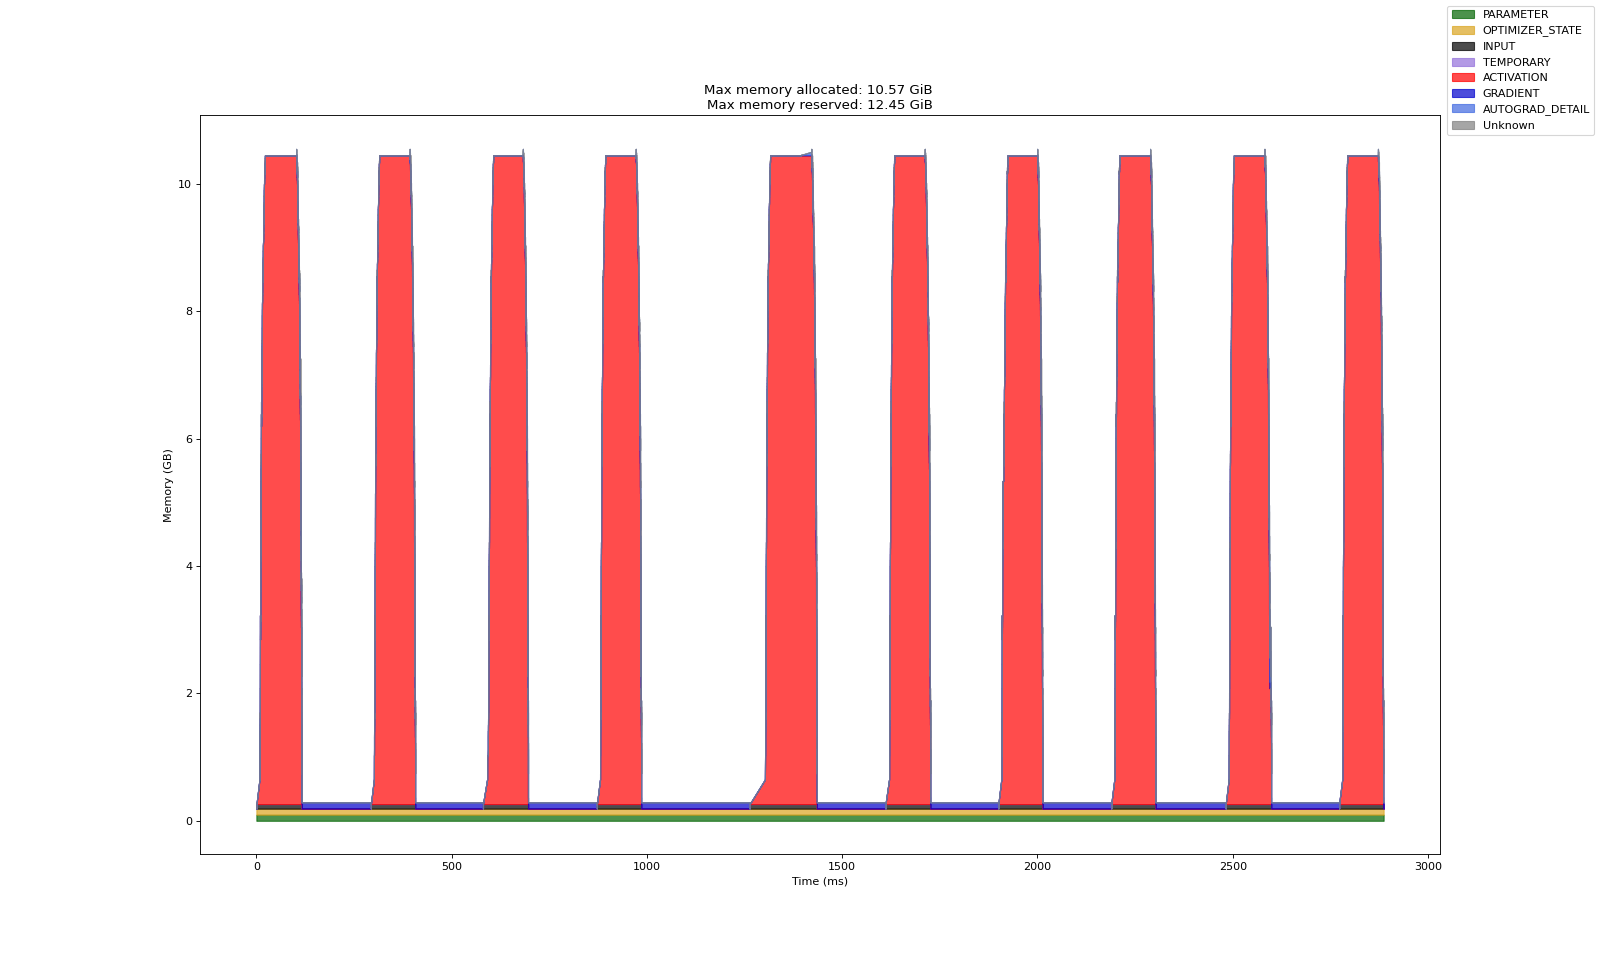 PARAMETER
OPTIMIZER_STATE
INPUT
TEMPORARY
ACTIVATION
GRADIENT
AUTOGRAD_DETAIL
Unknown
Max memory allocated: 10.57 GiB
Max memory reserved: 12.45 GiB
10
8
6
4
2
0
Memory (GB)
0 500 1000 1500 2000 2500 3000
Time (ms)